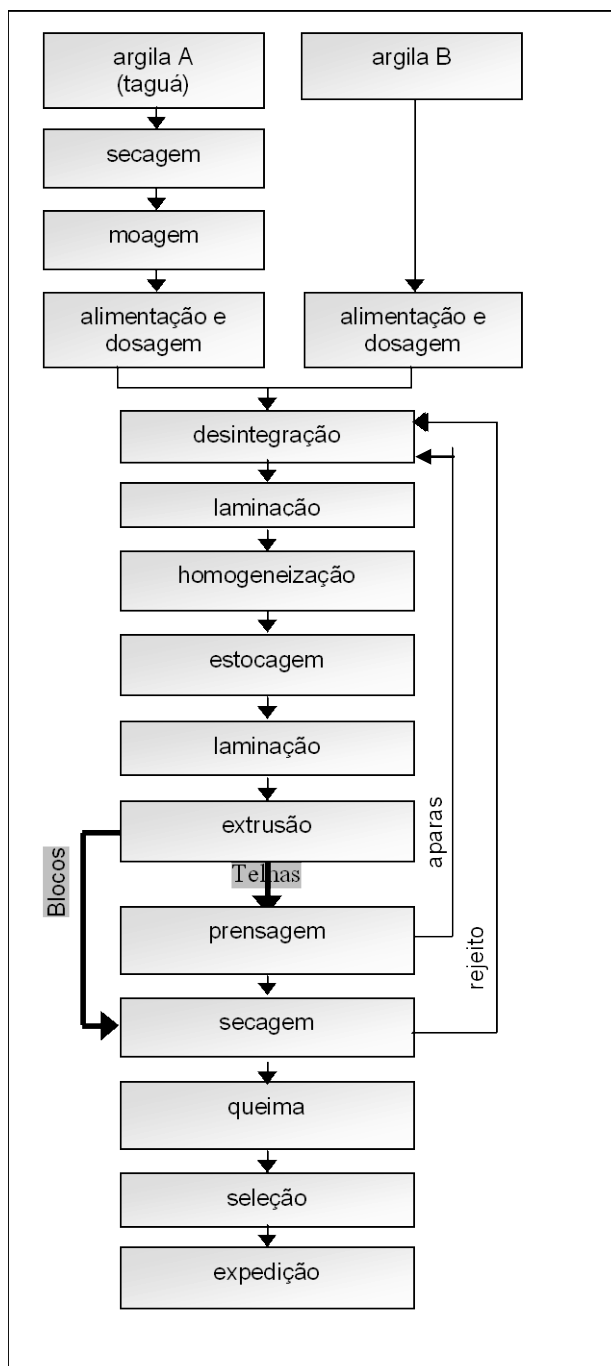 argila A
(taguá)
argila B
secagem
moagem
alimentação e
dosagem
alimentação e
dosagem
desintegração
laminacão
homogeneização
estocagem
laminação
extrusão
Telhas
Blocos
aparas
prensagem
rejeito
secagem
queima
seleção
expedição